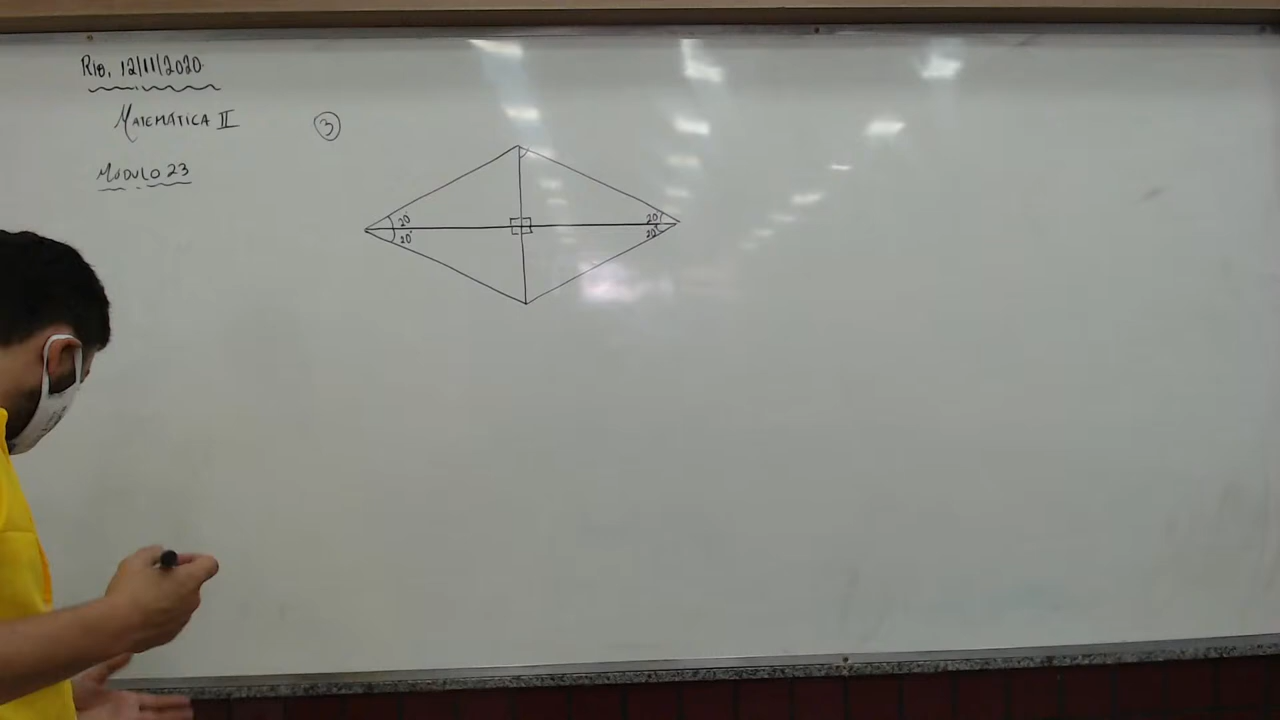 Rio, 12/11/2020
MATEMÁTICA II
MÓDULO 23
3
20°
20°
20
20°